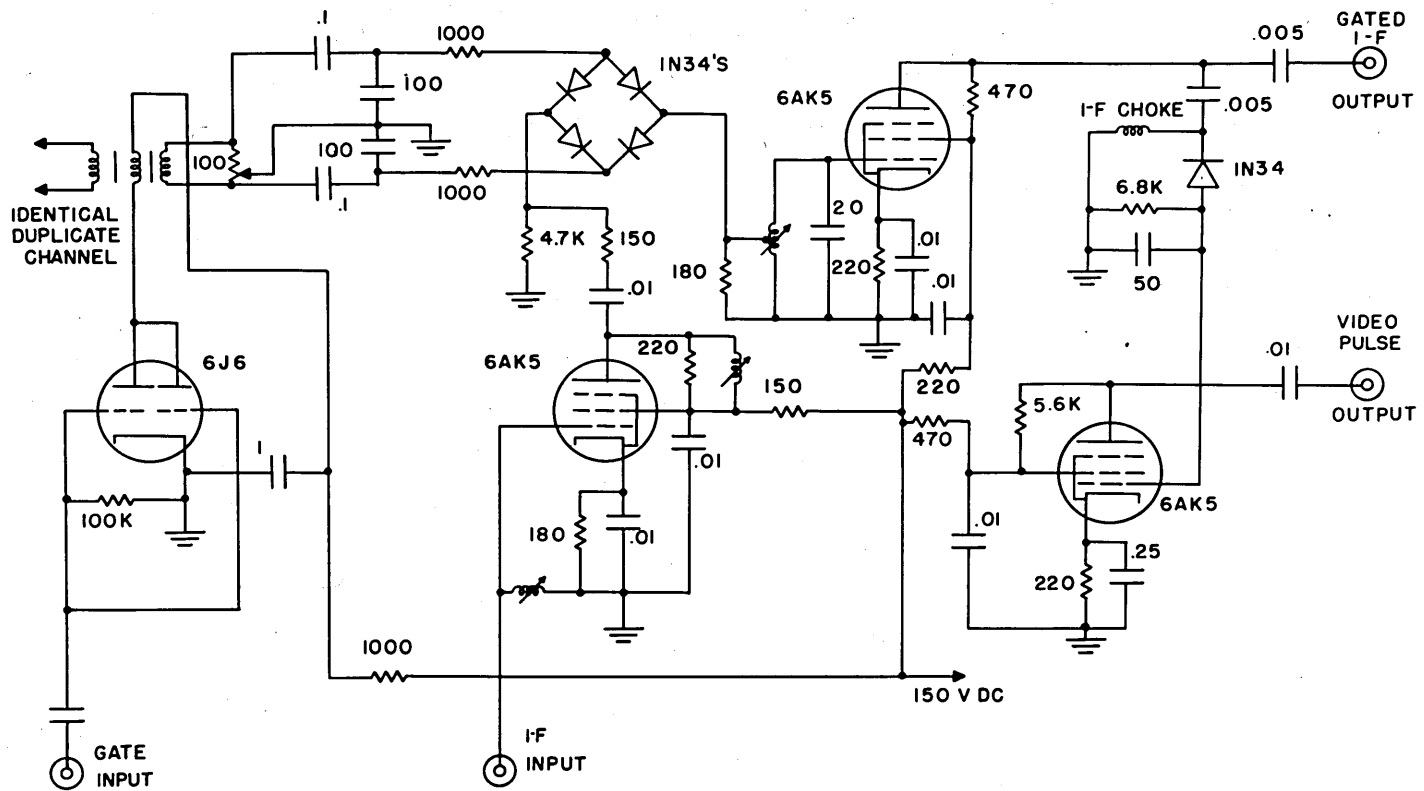 .1
1000
1N34'S
100
100
100
.1
1000
IDENTICAL
DUPLICATE
CHANNEL
6AK5
470
.005
GATED
I-F
OUTPUT
.005
I-F CHOKE
1N34
6.8K
50
4.7K
150
.01
180
20
220
.01
.01
6J6
6AK5
220
150
220
470
5.6K
.01
VIDEO
PULSE
OUTPUT
1
100K
.01
180
.01
.01
6AK5
220
.25
1000
150 V DC
GATE
INPUT
I-F
INPUT